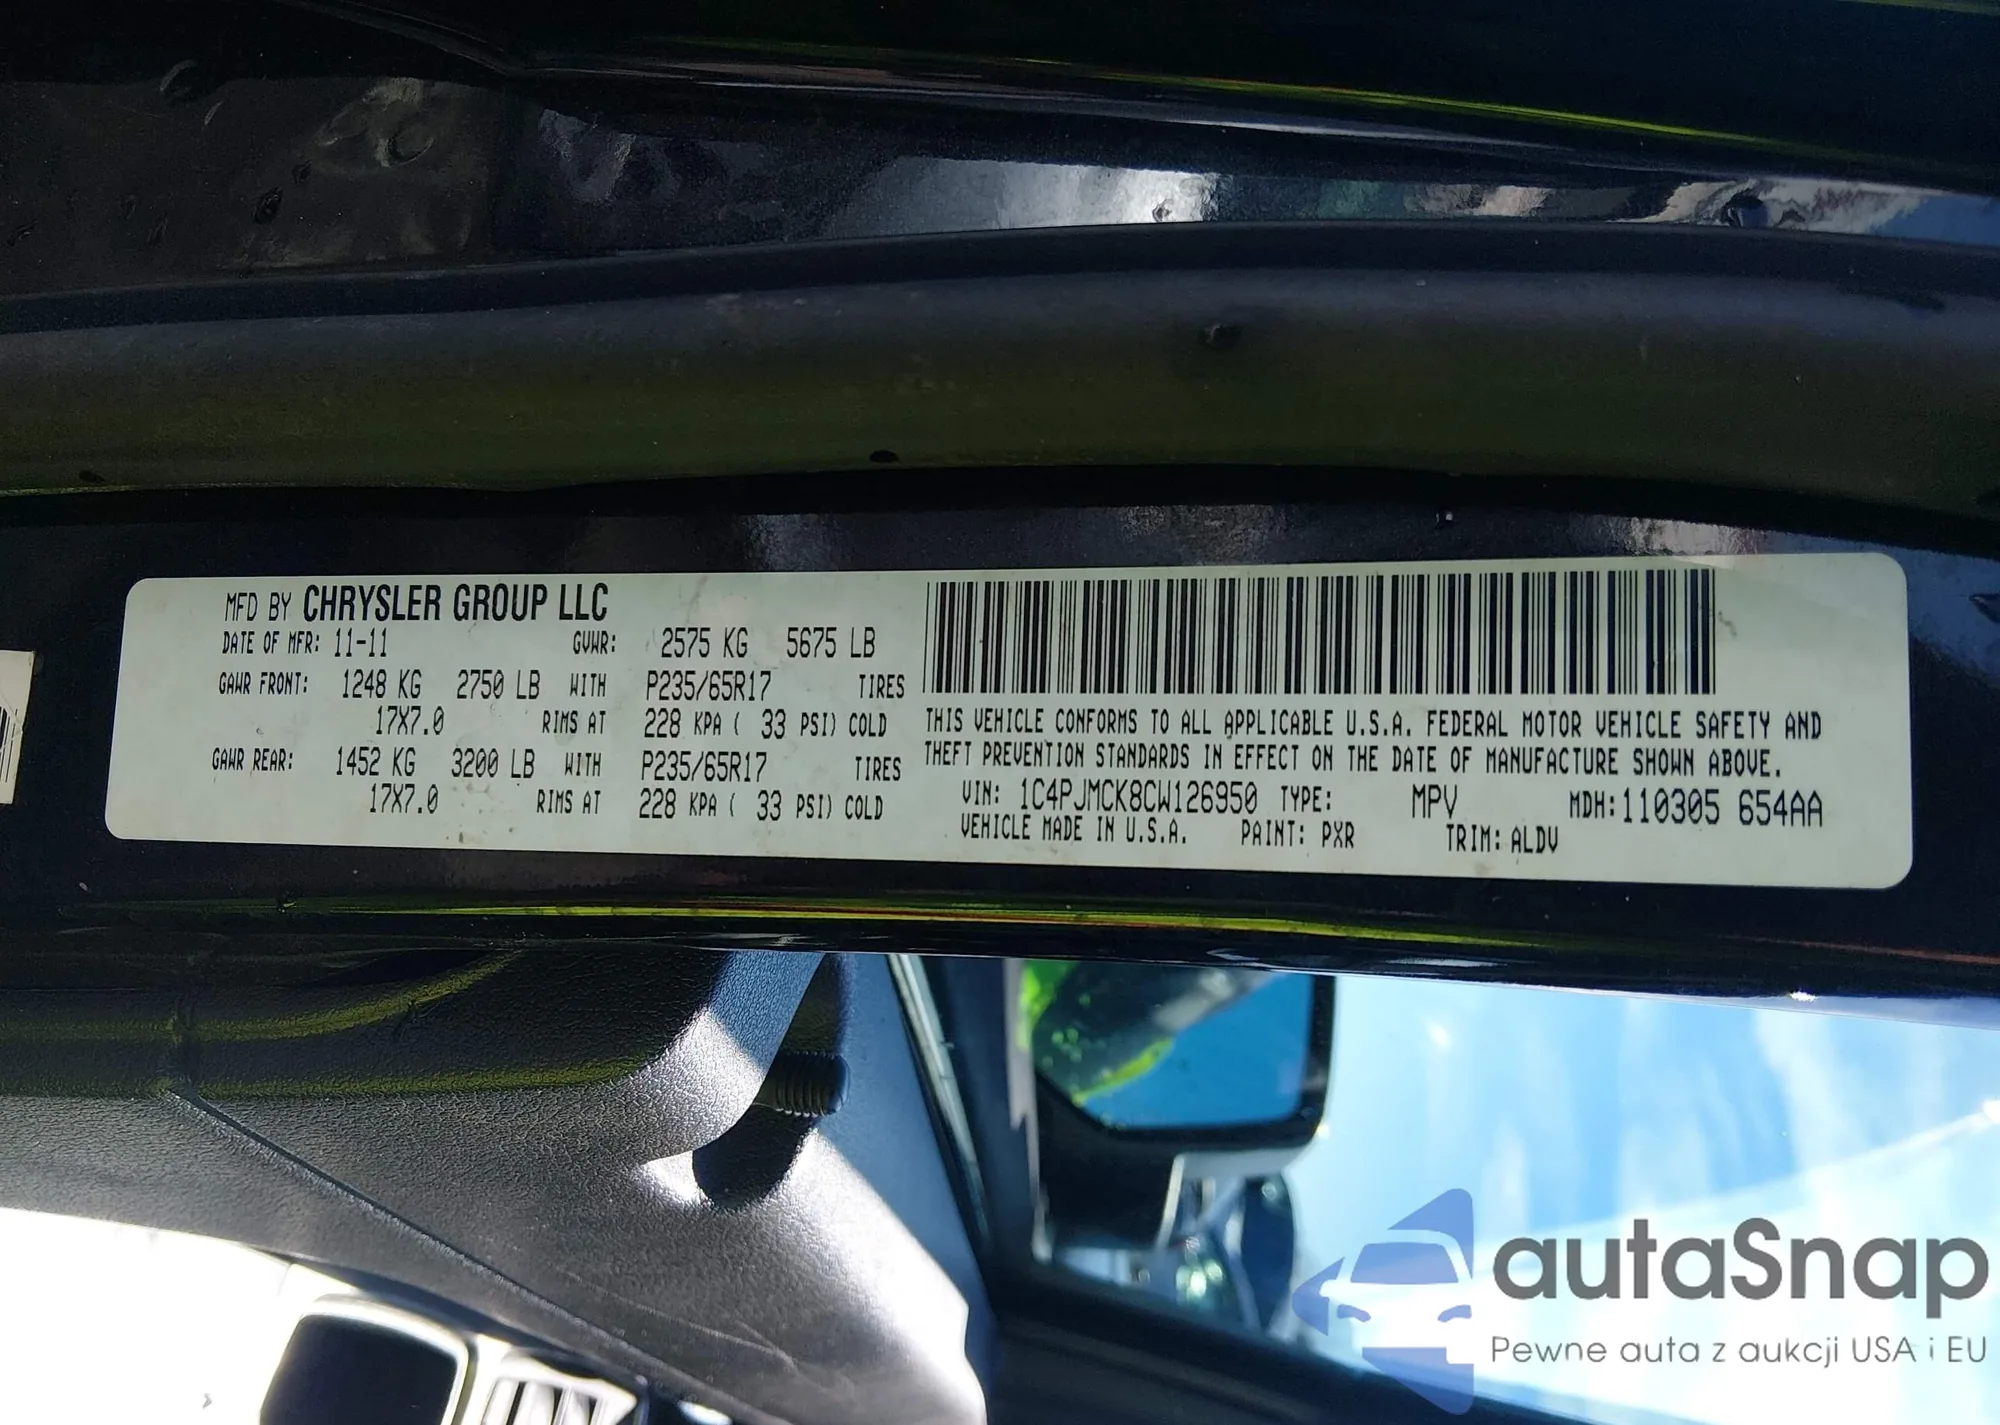 MFD BY CHRYSLER GROUP LLC
DATE OF MFR: 11-11 GVWR: 2575 KG 5675 LB
GAWR FRONT: 1248 KG 2750 LB WITH P235/65R17 TIRES
17X7.0 RIMS AT 228 KPA ( 33 PSI) COLD
GAWR REAR: 1452 KG 3200 LB WITH P235/65R17 TIRES
17X7.0 RIMS AT 228 KPA ( 33 PSI) COLD
THIS VEHICLE CONFORMS TO ALL APPLICABLE U.S.A. FEDERAL MOTOR VEHICLE SAFETY AND
THEFT PREVENTION STANDARDS IN EFFECT ON THE DATE OF MANUFACTURE SHOWN ABOVE.
VIN: 1C4PJMCK8CW126950 TYPE: MPV MDH:110305 654AA
VEHICLE MADE IN U.S.A. PAINT: PXR TRIM: ALDV
autaSnap
Pewne auta z aukcji USA i EU